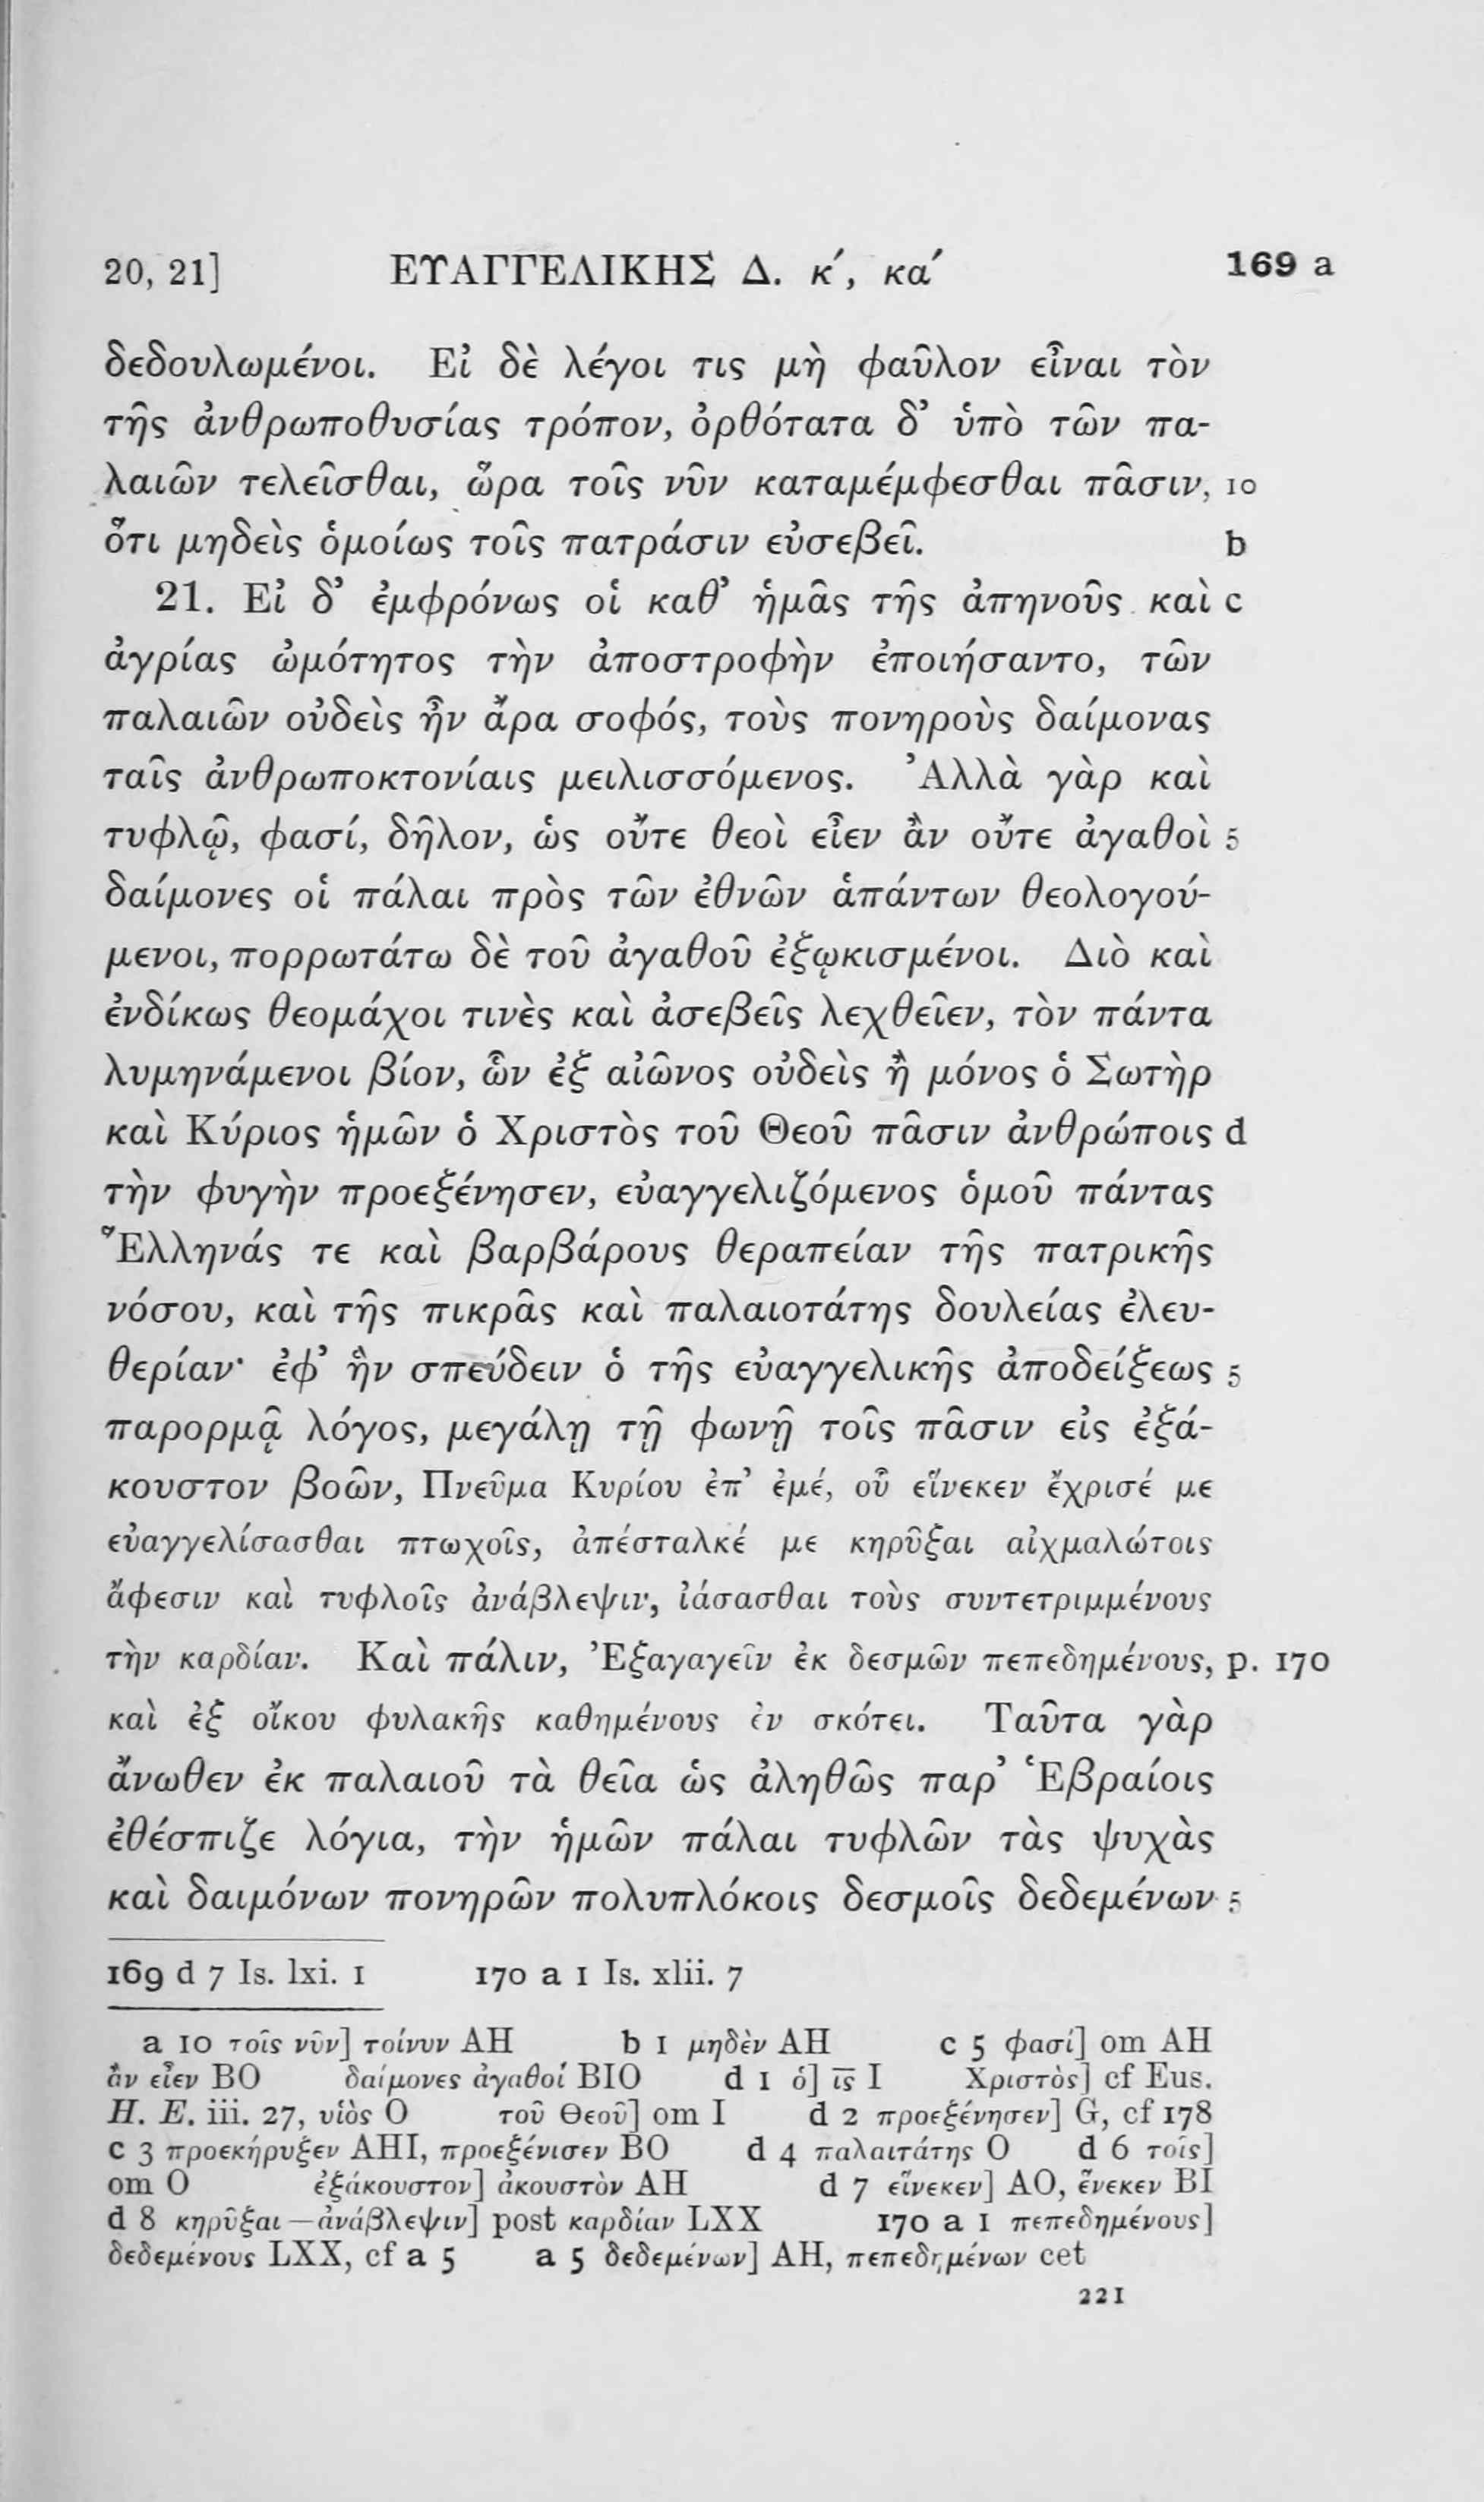 20, 21] ΕΥΑΓΓΕΛΙΚΗΣ Δ. κʹ, καʹ 169 a
δεδουλωμένοι. Εἰ δὲ λέγοι τις μὴ φαῦλον εἶναι τὸν
τῆς ἀνθρωποθυσίας τρόπον, ὀρθότατα δ’ ὑπὸ τῶν πα-
λαιῶν τελεῖσθαι, ὥρα τοῖς νῦν καταμέμφεσθαι πᾶσιν, 10
ὅτι μηδεὶς ὁμοίως τοῖς πατράσιν εὐσεβεῖ. b
21. Εἰ δ’ ἐμφρόνως οἱ καθ’ ἡμᾶς τῆς ἀπηνοῦς καὶ c
ἀγρίας ὠμότητος τὴν ἀποστροφὴν ἐποιήσαντο, τῶν
παλαιῶν οὐδεὶς ἦν ἄρα σοφός, τοὺς πονηροὺς δαίμονας
ταῖς ἀνθρωποκτονίαις μειλισσόμενος. Ἀλλὰ γὰρ καὶ
τυφλῷ, φασί, δῆλον, ὡς οὔτε θεοὶ εἶεν ἂν οὔτε ἀγαθοὶ 5
δαίμονες οἱ πάλαι πρὸς τῶν ἐθνῶν ἁπάντων θεολογού-
μενοι, πορρωτάτω δὲ τοῦ ἀγαθοῦ ἐξῳκισμένοι. Διὸ καὶ
ἐνδίκως θεομάχοι τινὲς καὶ ἀσεβεῖς λεχθεῖεν, τὸν πάντα
λυμηνάμενοι βίον, ὧν ἐξ αἰῶνος οὐδεὶς ἢ μόνος ὁ Σωτὴρ
καὶ Κύριος ἡμῶν ὁ Χριστὸς τοῦ Θεοῦ πᾶσιν ἀνθρώποις d
τὴν φυγὴν προεξένησεν, εὐαγγελιζόμενος ὁμοῦ πάντας
Ἕλληνάς τε καὶ βαρβάρους θεραπείαν τῆς πατρικῆς
νόσου, καὶ τῆς πικρᾶς καὶ παλαιοτάτης δουλείας ἐλευ-
θερίαν· ἐφ’ ἣν σπεύδειν ὁ τῆς εὐαγγελικῆς ἀποδείξεως 5
παρορμᾷ λόγος, μεγάλῃ τῇ φωνῇ τοῖς πᾶσιν εἰς ἐξά-
κουστον βοῶν, Πνεῦμα Κυρίου ἐπ’ ἐμέ, οὗ εἵνεκεν ἔχρισέ με
εὐαγγελίσασθαι πτωχοῖς, ἀπέσταλκέ με κηρῦξαι αἰχμαλώτοις
ἄφεσιν καὶ τυφλοῖς ἀνάβλεψιν, ἰάσασθαι τοὺς συντετριμμένους
τὴν καρδίαν. Καὶ πάλιν, Ἐξαγαγεῖν ἐκ δεσμῶν πεπεδημένους, p. 170
καὶ ἐξ οἴκου φυλακῆς καθημένους ἐν σκότει. Ταῦτα γὰρ
ἄνωθεν ἐκ παλαιοῦ τὰ θεῖα ὡς ἀληθῶς παρ’ Ἑβραίοις
ἐθέσπιζε λόγια, τὴν ἡμῶν πάλαι τυφλῶν τὰς ψυχὰς
καὶ δαιμόνων πονηρῶν πολυπλόκοις δεσμοῖς δεδεμένων 5
169 d 7 Is. lxi. 1 170 a 1 Is. xlii. 7
a 10 τοῖς νῦν] τοίνυν AH b 1 μηδὲν AH c 5 φασί] om AH
ἂν εἶεν BO δαίμονες ἀγαθοί BIO d 1 ὁ] ι̅ς̅ I Χριστὸς] cf Eus.
H. E. iii. 27, υἱὸς O τοῦ Θεοῦ] om I d 2 προεξένησεν] G, cf 178
c 3 προεκήρυξεν AHI, προεξένισεν BO d 4 παλαιτάτης O d 6 τοῖς]
om O ἐξάκουστον] ἀκουστὸν AH d 7 εἵνεκεν] AO, ἕνεκεν BI
d 8 κηρῦξαι—ἀνάβλεψιν] post καρδίαν LXX 170 a 1 πεπεδημένους]
δεδεμένους LXX, cf a 5 a 5 δεδεμένων] AH, πεπεδημένων cet
221